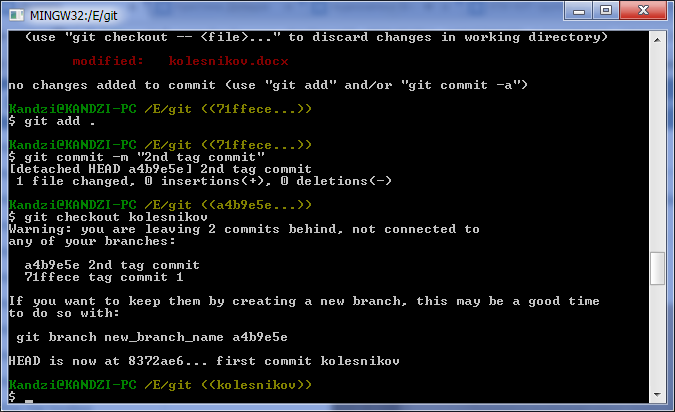 MINGW32:/E/git
(use "git checkout -- <file>..." to discard changes in working directory)
modified: kolesnikov.docx
no changes added to commit (use "git add" and/or "git commit -a")
Kandzi@KANDZI-PC /E/git ((71ffece...))
$ git add .
Kandzi@KANDZI-PC /E/git ((71ffece...))
$ git commit -m "2nd tag commit"
[detached HEAD a4b9e5e] 2nd tag commit
1 file changed, 0 insertions(+), 0 deletions(-)
Kandzi@KANDZI-PC /E/git ((a4b9e5e...))
$ git checkout kolesnikov
Warning: you are leaving 2 commits behind, not connected to
any of your branches:
a4b9e5e 2nd tag commit
71ffece tag commit 1
If you want to keep them by creating a new branch, this may be a good time
to do so with:
git branch new_branch_name a4b9e5e
HEAD is now at 8372ae6... first commit kolesnikov
Kandzi@KANDZI-PC /E/git ((kolesnikov))
$ _